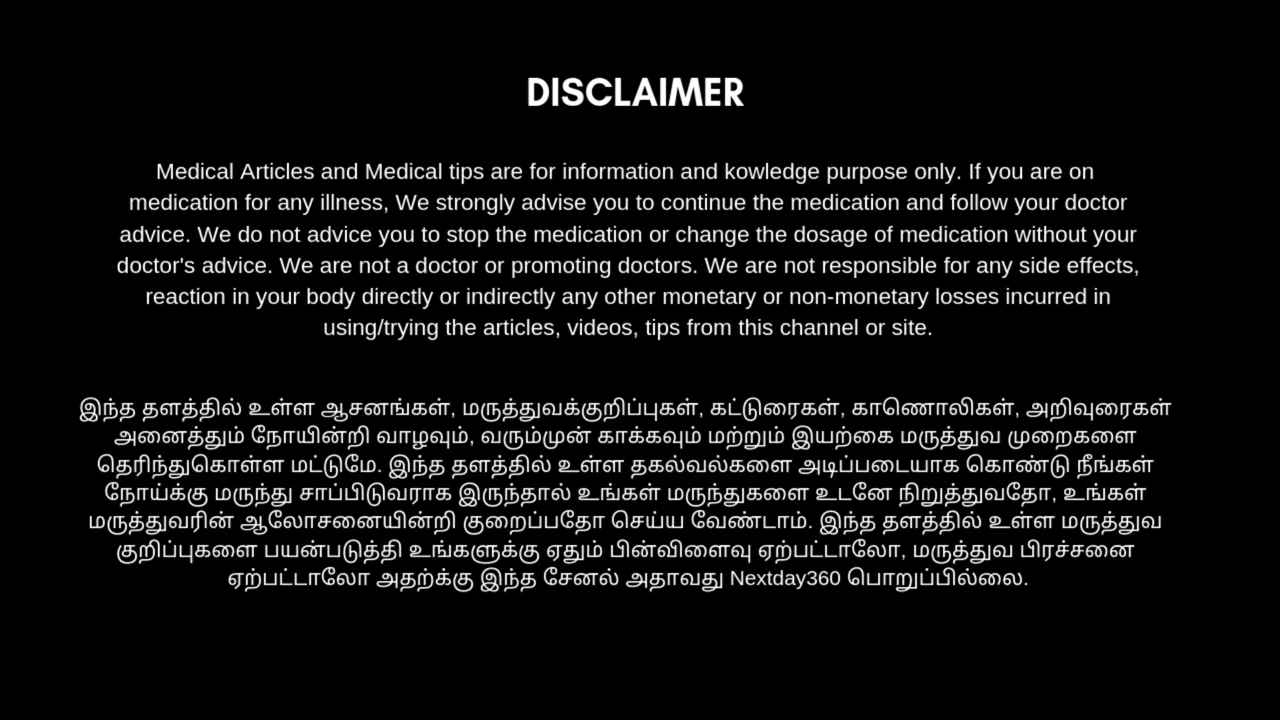 DISCLAIMER
Medical Articles and Medical tips are for information and kowledge purpose only. If you are on
medication for any illness, We strongly advise you to continue the medication and follow your doctor
advice. We do not advice you to stop the medication or change the dosage of medication without your
doctor's advice. We are not a doctor or promoting doctors. We are not responsible for any side effects,
reaction in your body directly or indirectly any other monetary or non-monetary losses incurred in
using/trying the articles, videos, tips from this channel or site.
இந்த தளத்தில் உள்ள ஆசனங்கள், மருத்துவக்குறிப்புகள், கட்டுரைகள், காணொலிகள், அறிவுரைகள்
அனைத்தும் நோயின்றி வாழவும், வரும்முன் காக்கவும் மற்றும் இயற்கை மருத்துவ முறைகளை
தெரிந்துகொள்ள மட்டுமே. இந்த தளத்தில் உள்ள தகல்வல்களை அடிப்படையாக கொண்டு நீங்கள்
நோய்க்கு மருந்து சாப்பிடுவராக இருந்தால் உங்கள் மருந்துகளை உடனே நிறுத்துவதோ, உங்கள்
மருத்துவரின் ஆலோசனையின்றி குறைப்பதோ செய்ய வேண்டாம். இந்த தளத்தில் உள்ள மருத்துவ
குறிப்புகளை பயன்படுத்தி உங்களுக்கு ஏதும் பின்விளைவு ஏற்பட்டாலோ, மருத்துவ பிரச்சனை
ஏற்பட்டாலோ அதற்க்கு இந்த சேனல் அதாவது Nextday360 பொறுப்பில்லை.